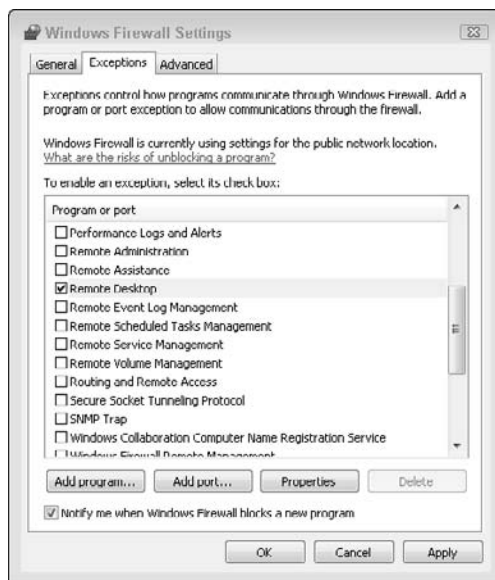 Windows Firewall Settings
General Exceptions Advanced
Exceptions control how programs communicate through Windows Firewall. Add a
program or port exception to allow communications through the firewall.
Windows Firewall is currently using settings for the public network location.
What are the risks of unblocking a program?
To enable an exception, select its check box:
Program or port
Performance Logs and Alerts
Remote Administration
Remote Assistance
Remote Desktop
Remote Event Log Management
Remote Scheduled Tasks Management
Remote Service Management
Remote Volume Management
Routing and Remote Access
Secure Socket Tunneling Protocol
SNMP Trap
Windows Collaboration Computer Name Registration Service
Windows Firewall Remote Management
Add program... Add port... Properties Delete
Notify me when Windows Firewall blocks a new program
OK Cancel Apply